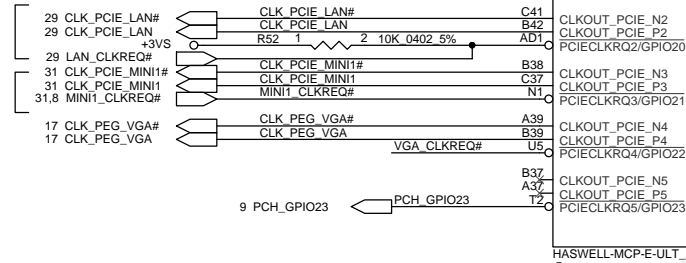 29 CLK_PCIE_LAN# CLK_PCIE_LAN# C41 CLKOUT_PCIE_N2
29 CLK_PCIE_LAN CLK_PCIE_LAN B42 CLKOUT_PCIE_P2
+3VS R52 1 2 10K_0402_5% AD1 PCIECLKRQ2/GPIO20
29 LAN_CLKREQ#
31 CLK_PCIE_MINI1# CLK_PCIE_MINI1# B38 CLKOUT_PCIE_N3
31 CLK_PCIE_MINI1 CLK_PCIE_MINI1 C37 CLKOUT_PCIE_P3
31,8 MINI1_CLKREQ# MINI1_CLKREQ# N1 PCIECLKRQ3/GPIO21
17 CLK_PEG_VGA# CLK_PEG_VGA# A39 CLKOUT_PCIE_N4
17 CLK_PEG_VGA CLK_PEG_VGA B39 CLKOUT_PCIE_P4
VGA_CLKREQ# U5 PCIECLKRQ4/GPIO22
B37 CLKOUT_PCIE_N5
A37 CLKOUT_PCIE_P5
9 PCH_GPIO23 PCH_GPIO23 T2 PCIECLKRQ5/GPIO23
HASWELL-MCP-E-ULT_